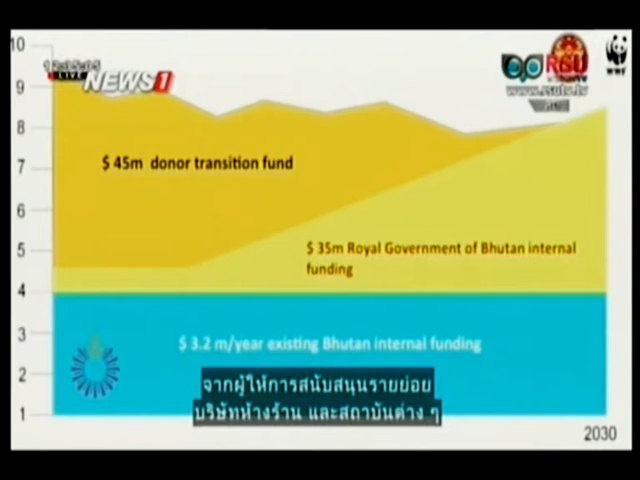 10
9
8
7
6
5
4
3
2
1
12:15:05
LIVE
NEWS1
RSU
www.rsutv.tv
WWF
$ 45m donor transition fund
$ 35m Royal Government of Bhutan internal
funding
$ 3.2 m/year existing Bhutan internal funding
จากผู้ให้การสนับสนุนรายย่อย
บริษัทห้างร้าน และสถาบันต่าง ๆ
2030